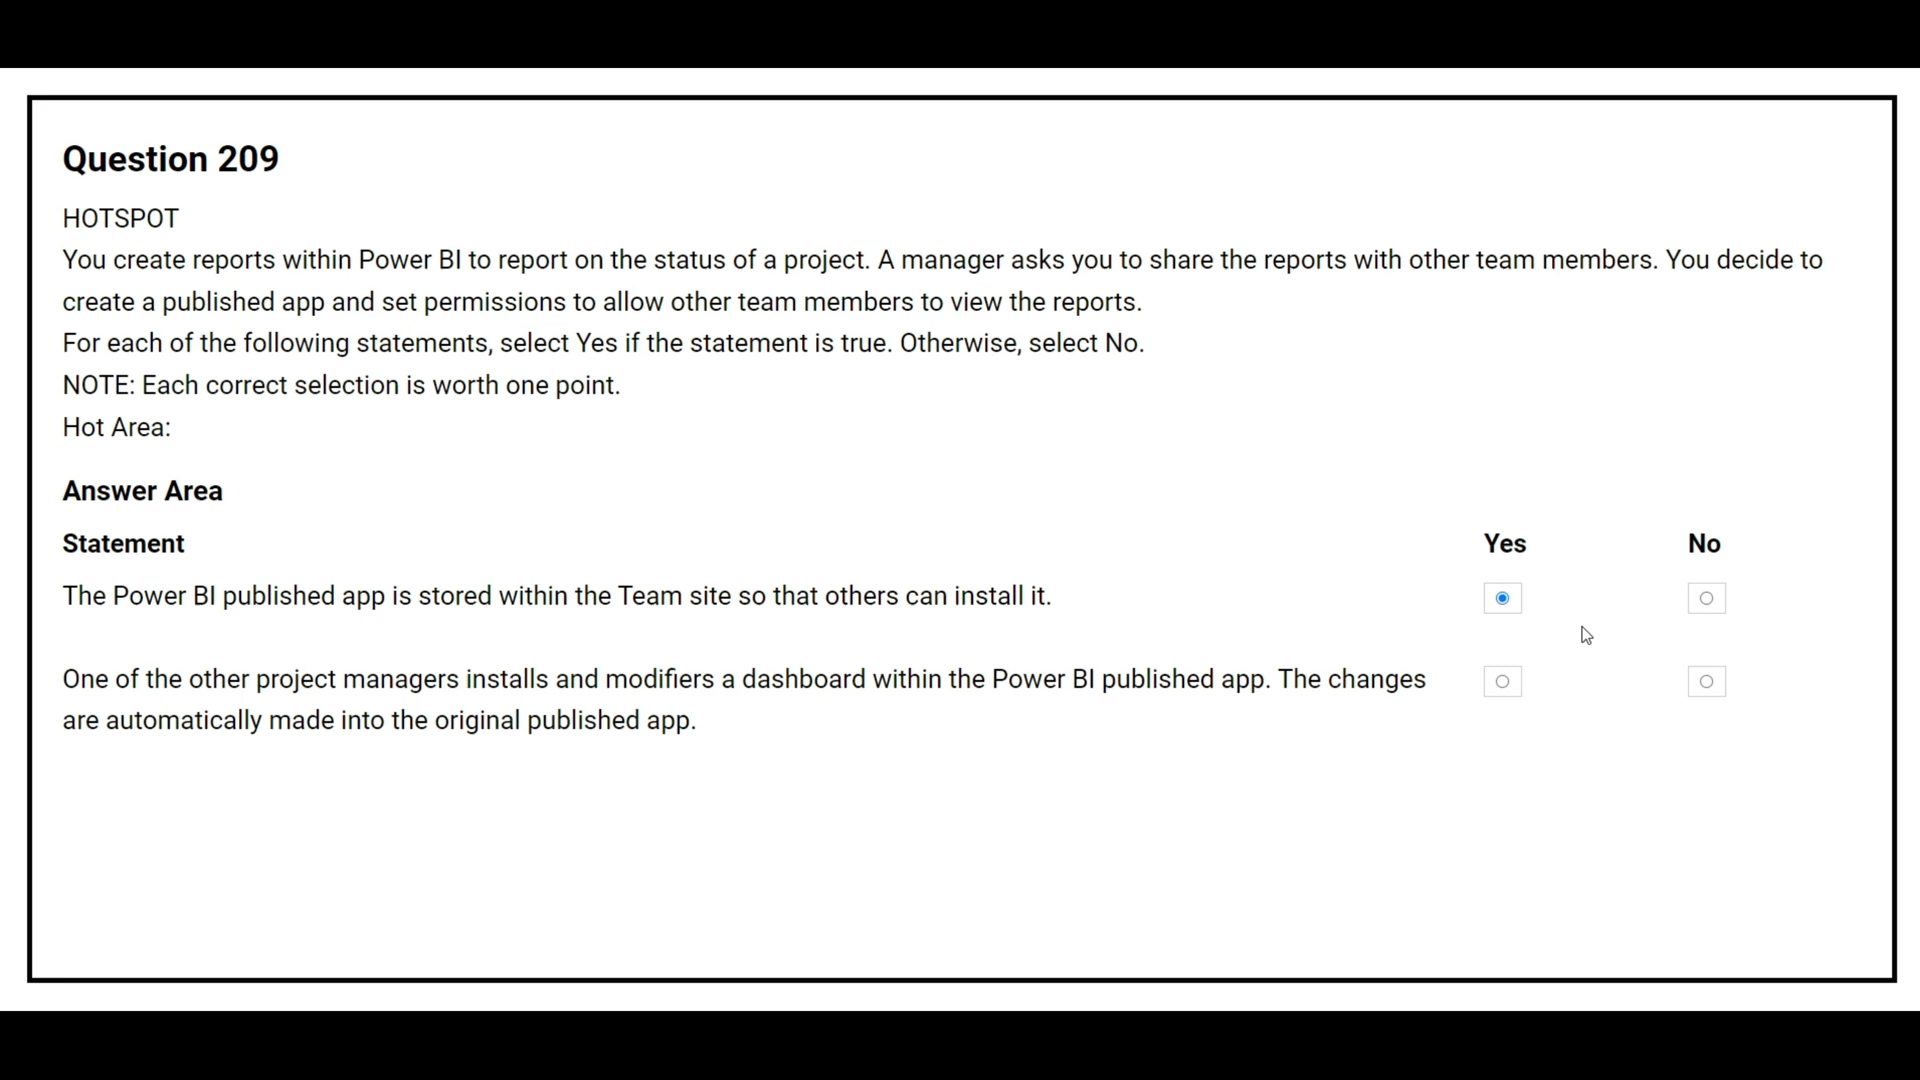 Question 209
HOTSPOT
You create reports within Power BI to report on the status of a project. A manager asks you to share the reports with other team members. You decide to
create a published app and set permissions to allow other team members to view the reports.
For each of the following statements, select Yes if the statement is true. Otherwise, select No.
NOTE: Each correct selection is worth one point.
Hot Area:
Answer Area
Statement Yes No
The Power BI published app is stored within the Team site so that others can install it.
One of the other project managers installs and modifiers a dashboard within the Power BI published app. The changes
are automatically made into the original published app.